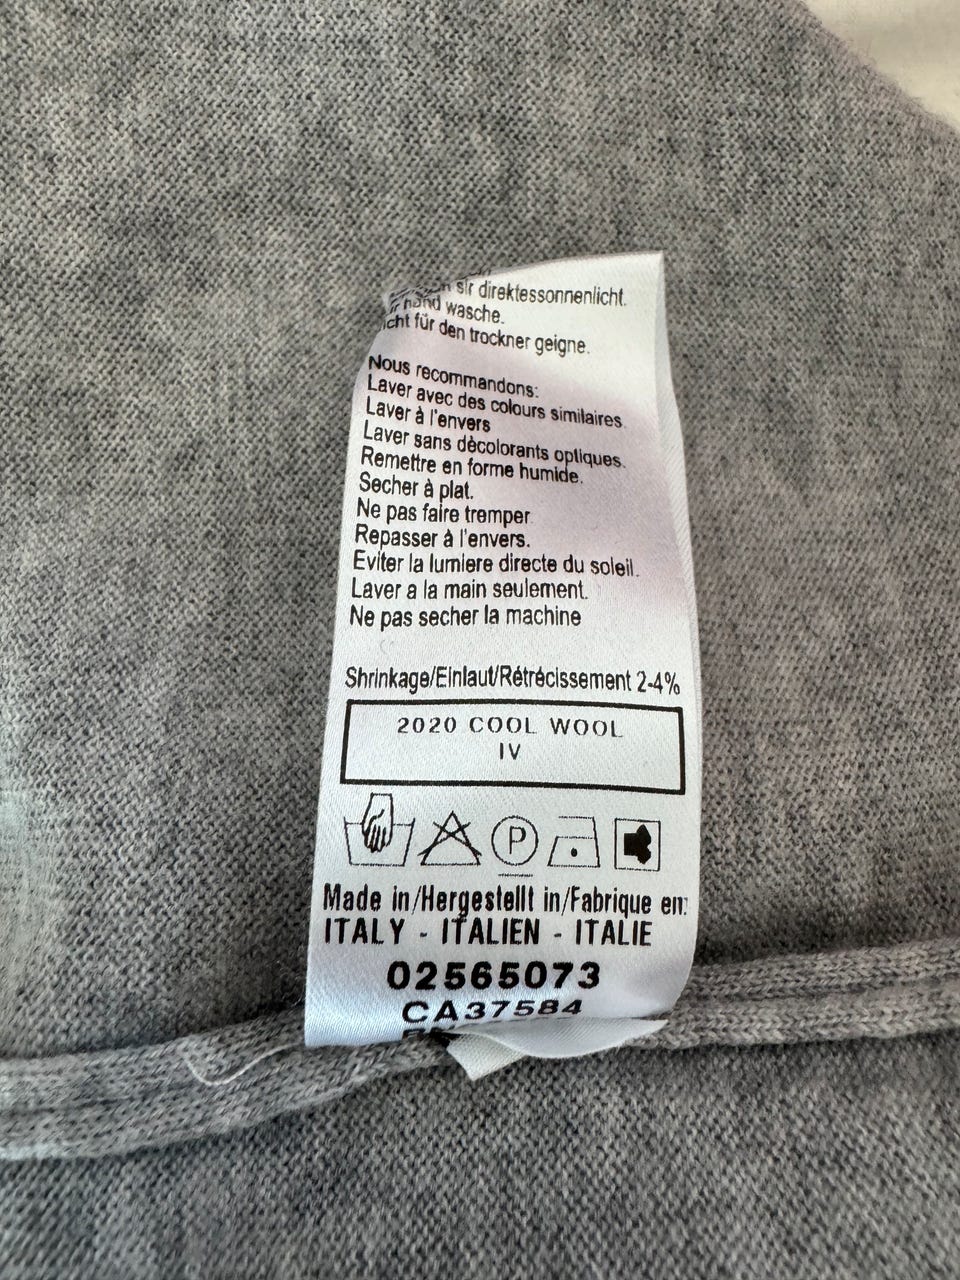 sir direktessonnenlicht.
hand wasche.
icht für den trockner geigne.
Nous recommandons:
Laver avec des colours similaires.
Laver à l'envers
Laver sans dècolorants optiques.
Remettre en forme humide.
Secher à plat.
Ne pas faire tremper
Repasser à l'envers.
Eviter la lumiere directe du soleil.
Laver a la main seulement.
Ne pas secher la machine
Shrinkage/Einlaut/Rétrécissement 2-4%
2020 COOL WOOL
IV
P
Made in/Hergestellt in/Fabrique en:
ITALY - ITALIEN - ITALIE
02565073
CA37584